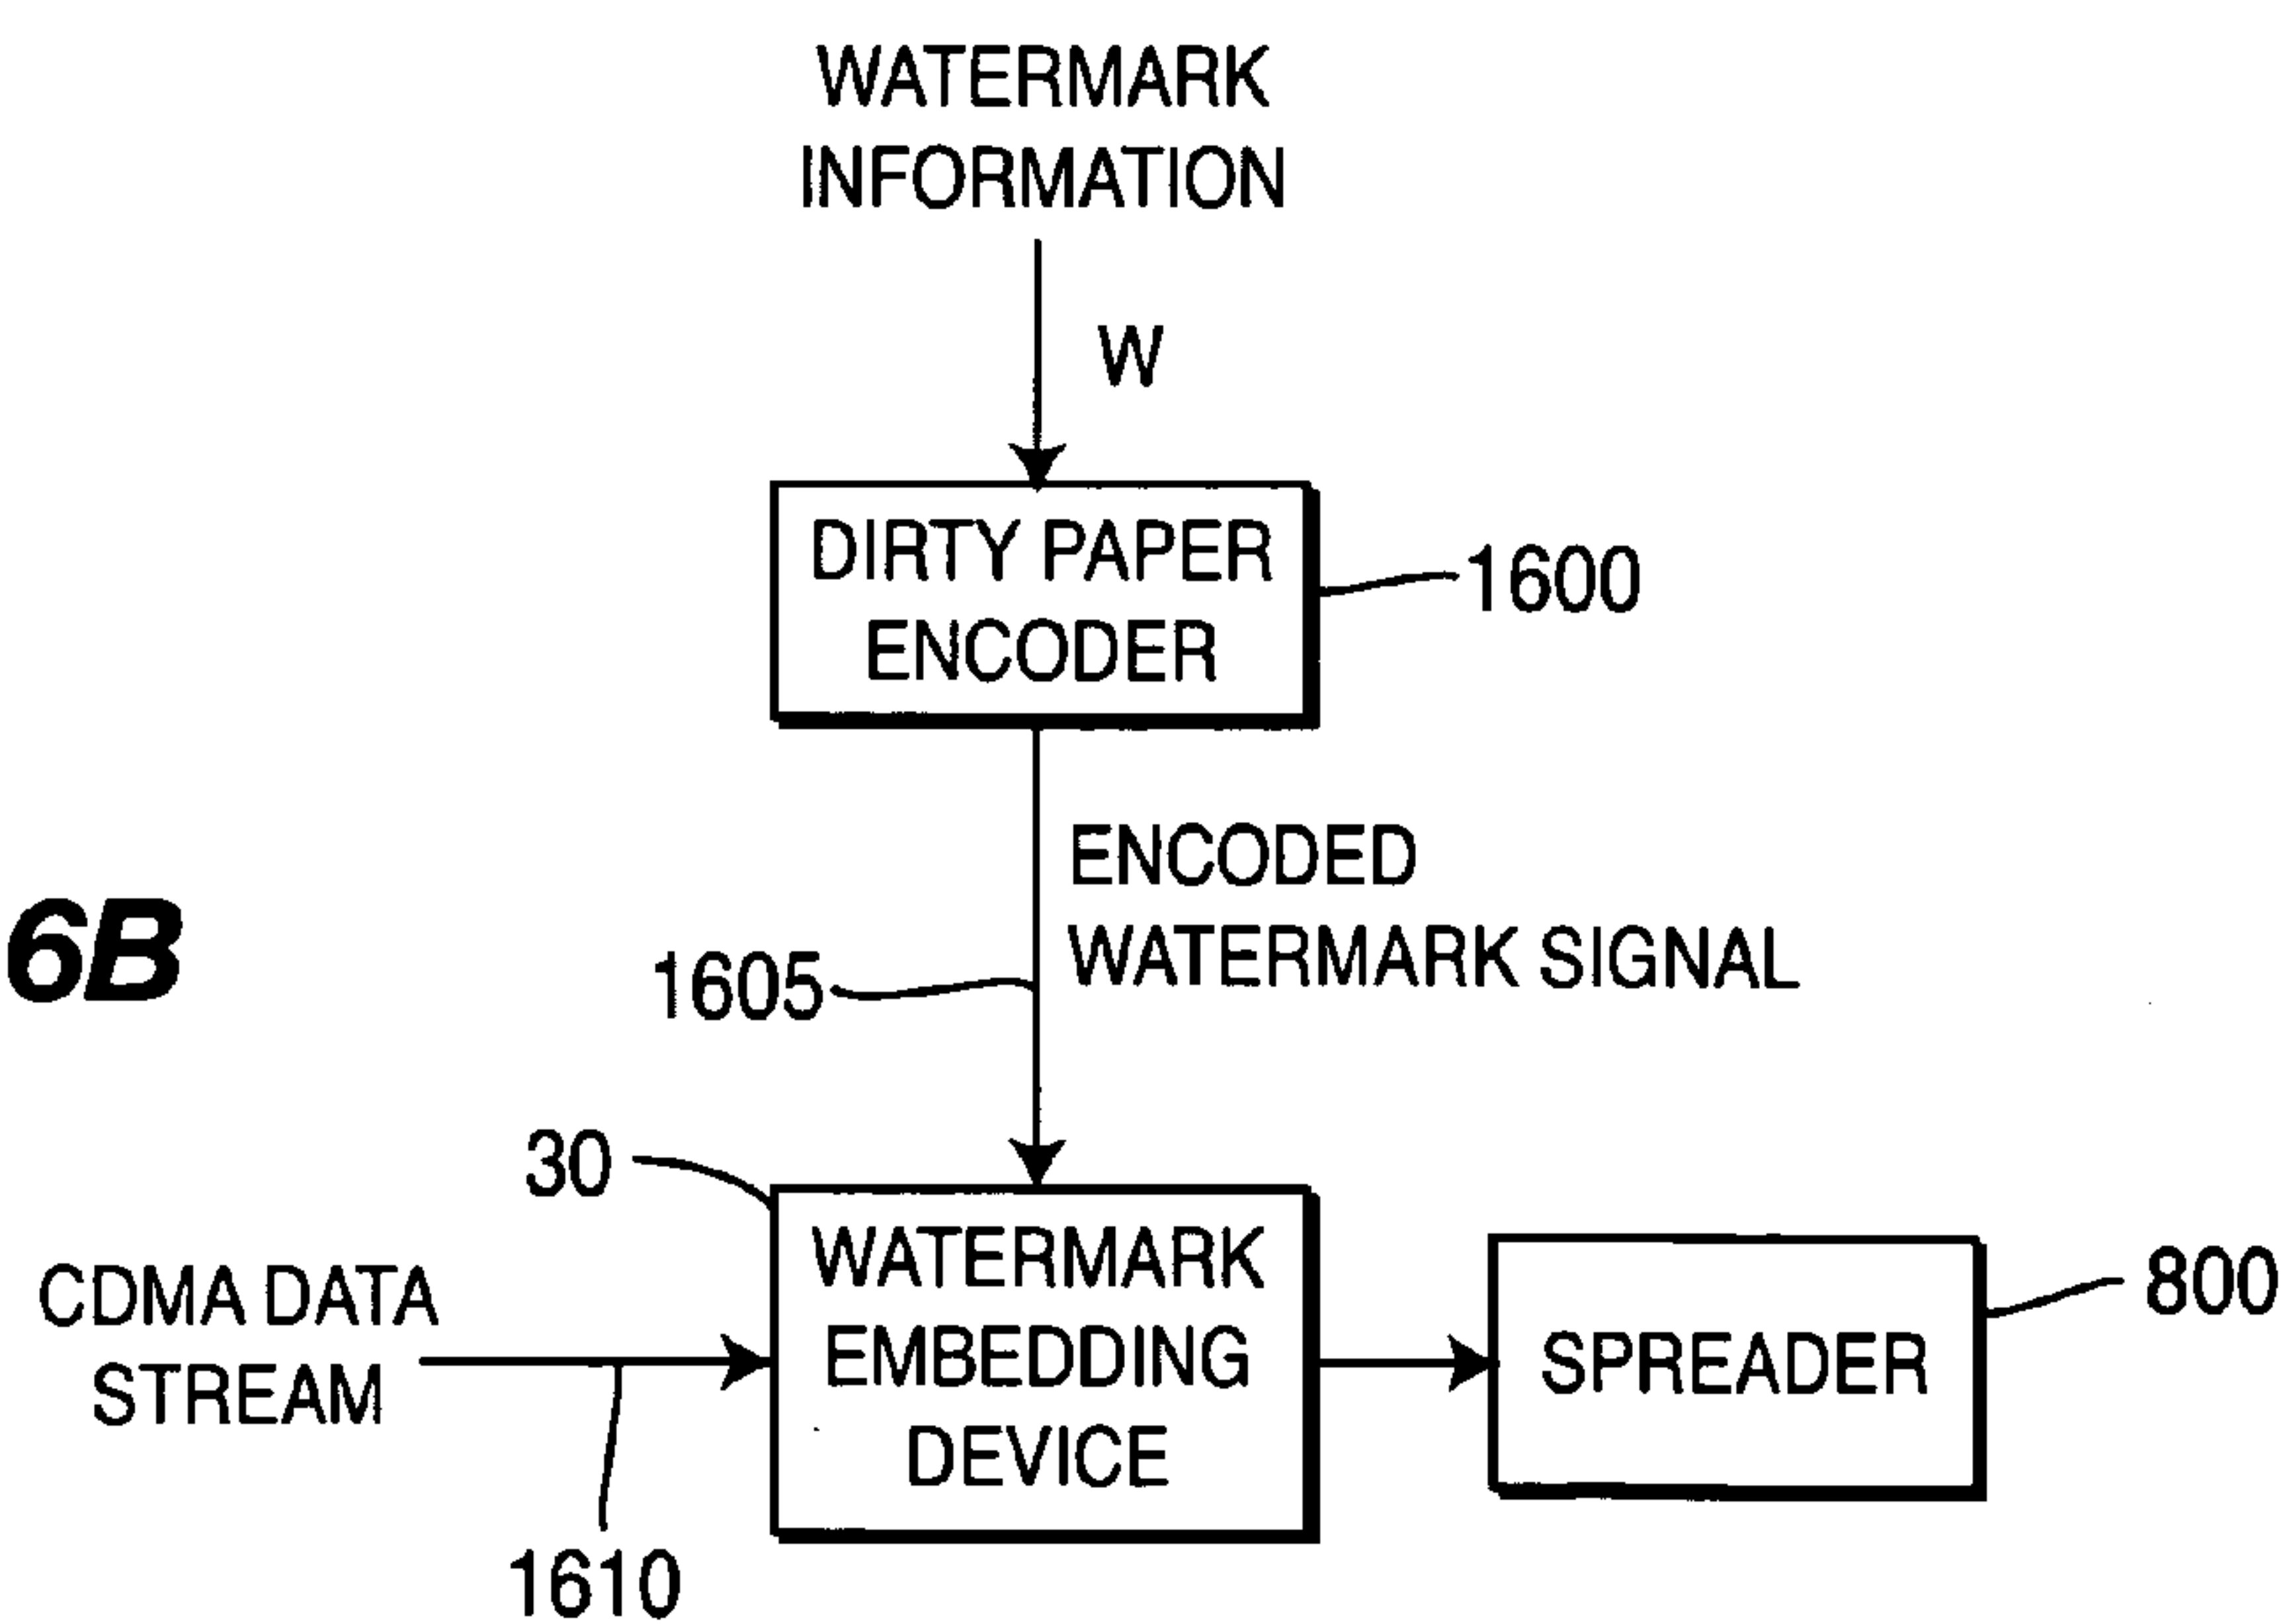 WATERMARK
INFORMATION
W
DIRTY PAPER
ENCODER
1600
ENCODED
WATERMARK SIGNAL
1605
6B
30
WATERMARK
EMBEDDING
DEVICE
CDMA DATA
STREAM
1610
SPREADER
800